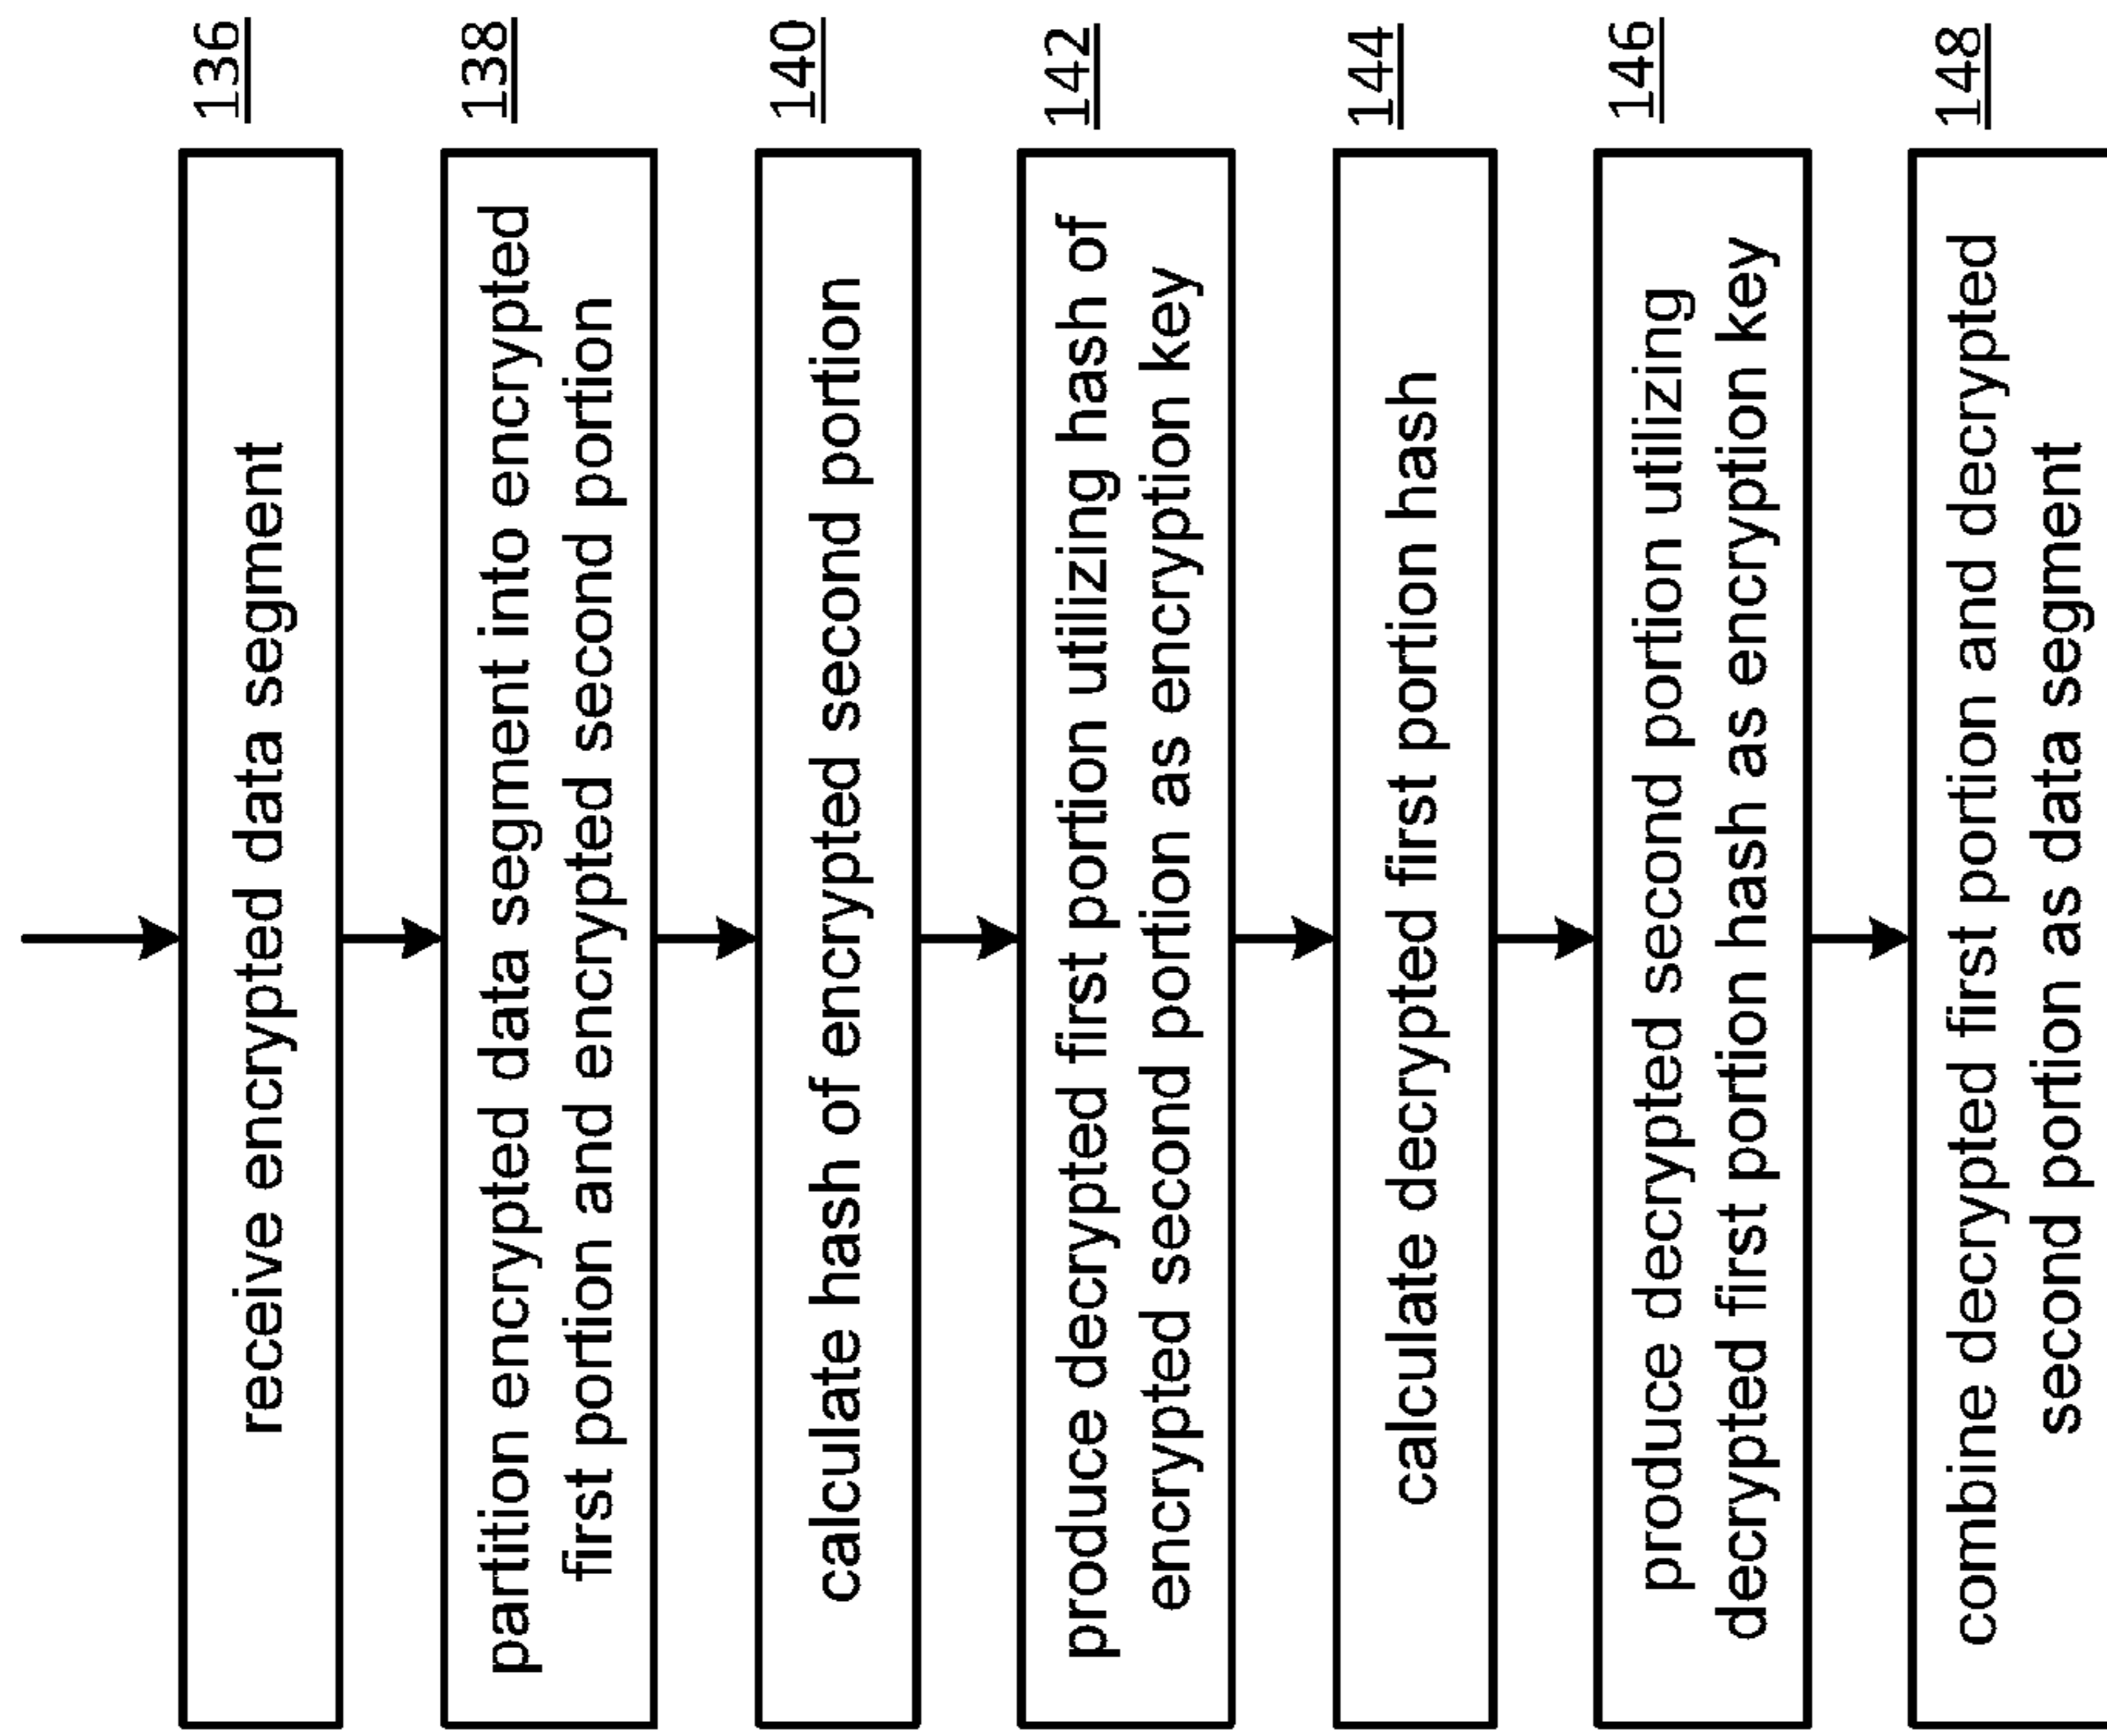 136
receive encrypted data segment
138
partition encrypted data segment into encrypted
first portion and encrypted second portion
140
calculate hash of encrypted second portion
142
produce decrypted first portion utilizing hash of
encrypted second portion as encryption key
144
calculate decrypted first portion hash
146
produce decrypted second portion utilizing
decrypted first portion hash as encryption key
148
combine decrypted first portion and decrypted
second portion as data segment